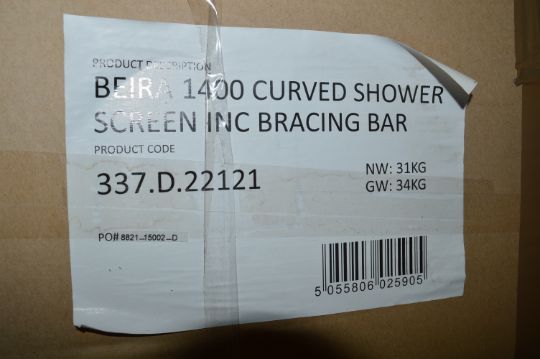 PRODUCT DESCRIPTION
BEIRA 1400 CURVED SHOWER
SCREEN INC BRACING BAR
PRODUCT CODE
337.D.22121
NW: 31KG
GW: 34KG
PO# 8821-15002-D
5 055806 025905